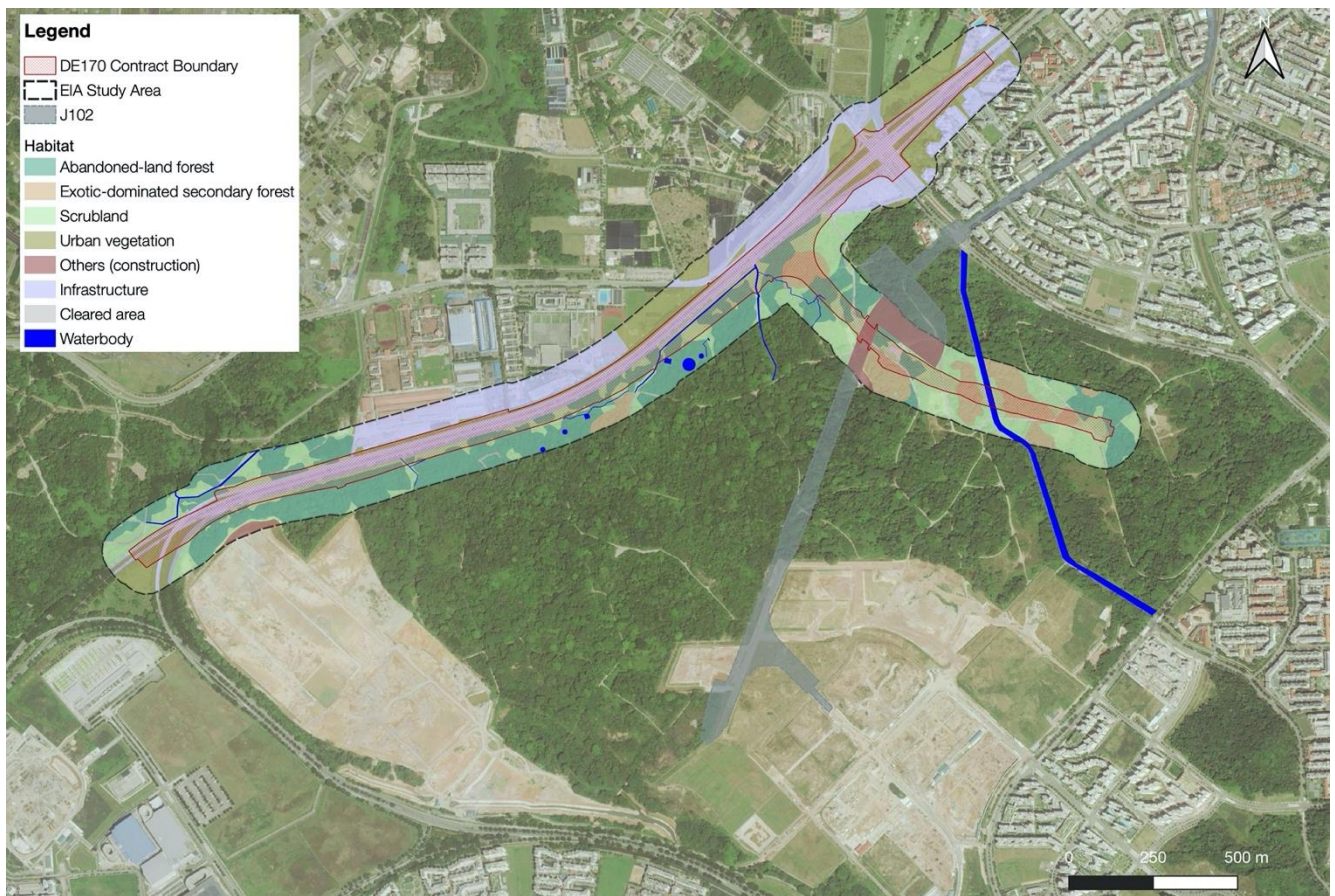 Legend
DE170 Contract Boundary
EIA Study Area
J102
Habitat
Abandoned-land forest
Exotic-dominated secondary forest
Scrubland
Urban vegetation
Others (construction)
Infrastructure
Cleared area
Waterbody
N
0 250 500 m